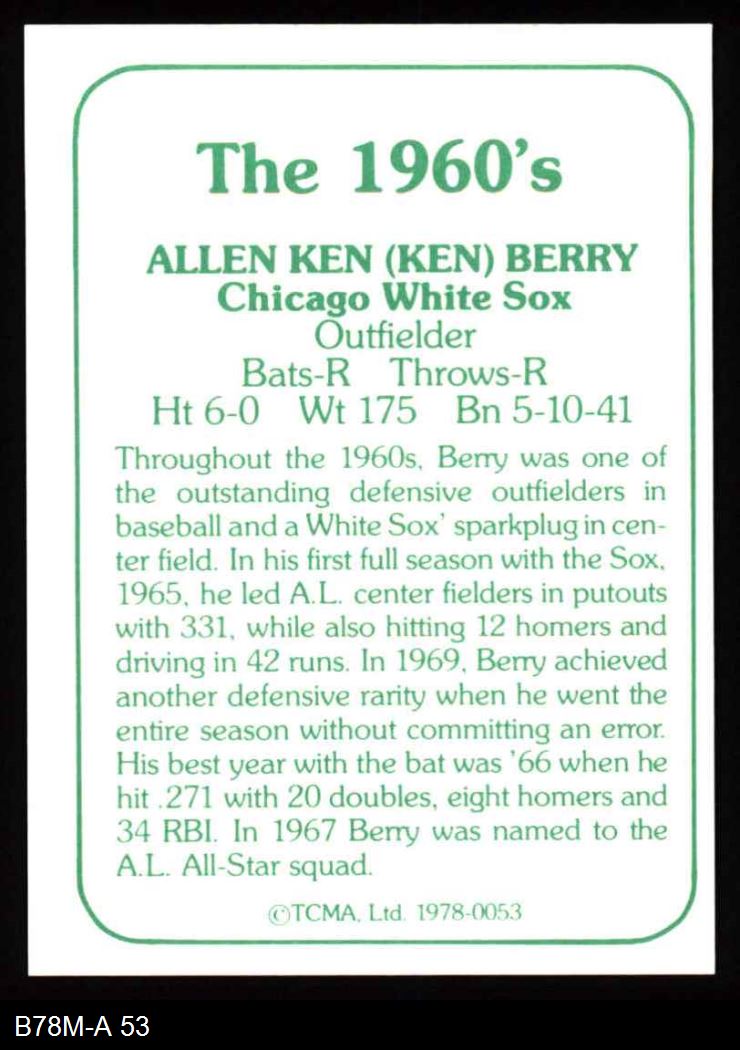 The 1960's
ALLEN KEN (KEN) BERRY
Chicago White Sox
Outfielder
Bats-R Throws-R
Ht 6-0 Wt 175 Bn 5-10-41
Throughout the 1960s, Berry was one of
the outstanding defensive outfielders in
baseball and a White Sox' sparkplug in cen-
ter field. In his first full season with the Sox,
1965, he led A.L. center fielders in putouts
with 331, while also hitting 12 homers and
driving in 42 runs. In 1969, Berry achieved
another defensive rarity when he went the
entire season without committing an error.
His best year with the bat was '66 when he
hit .271 with 20 doubles, eight homers and
34 RBI. In 1967 Berry was named to the
A.L. All-Star squad.
©TCMA, Ltd. 1978-0053
B78M-A 53